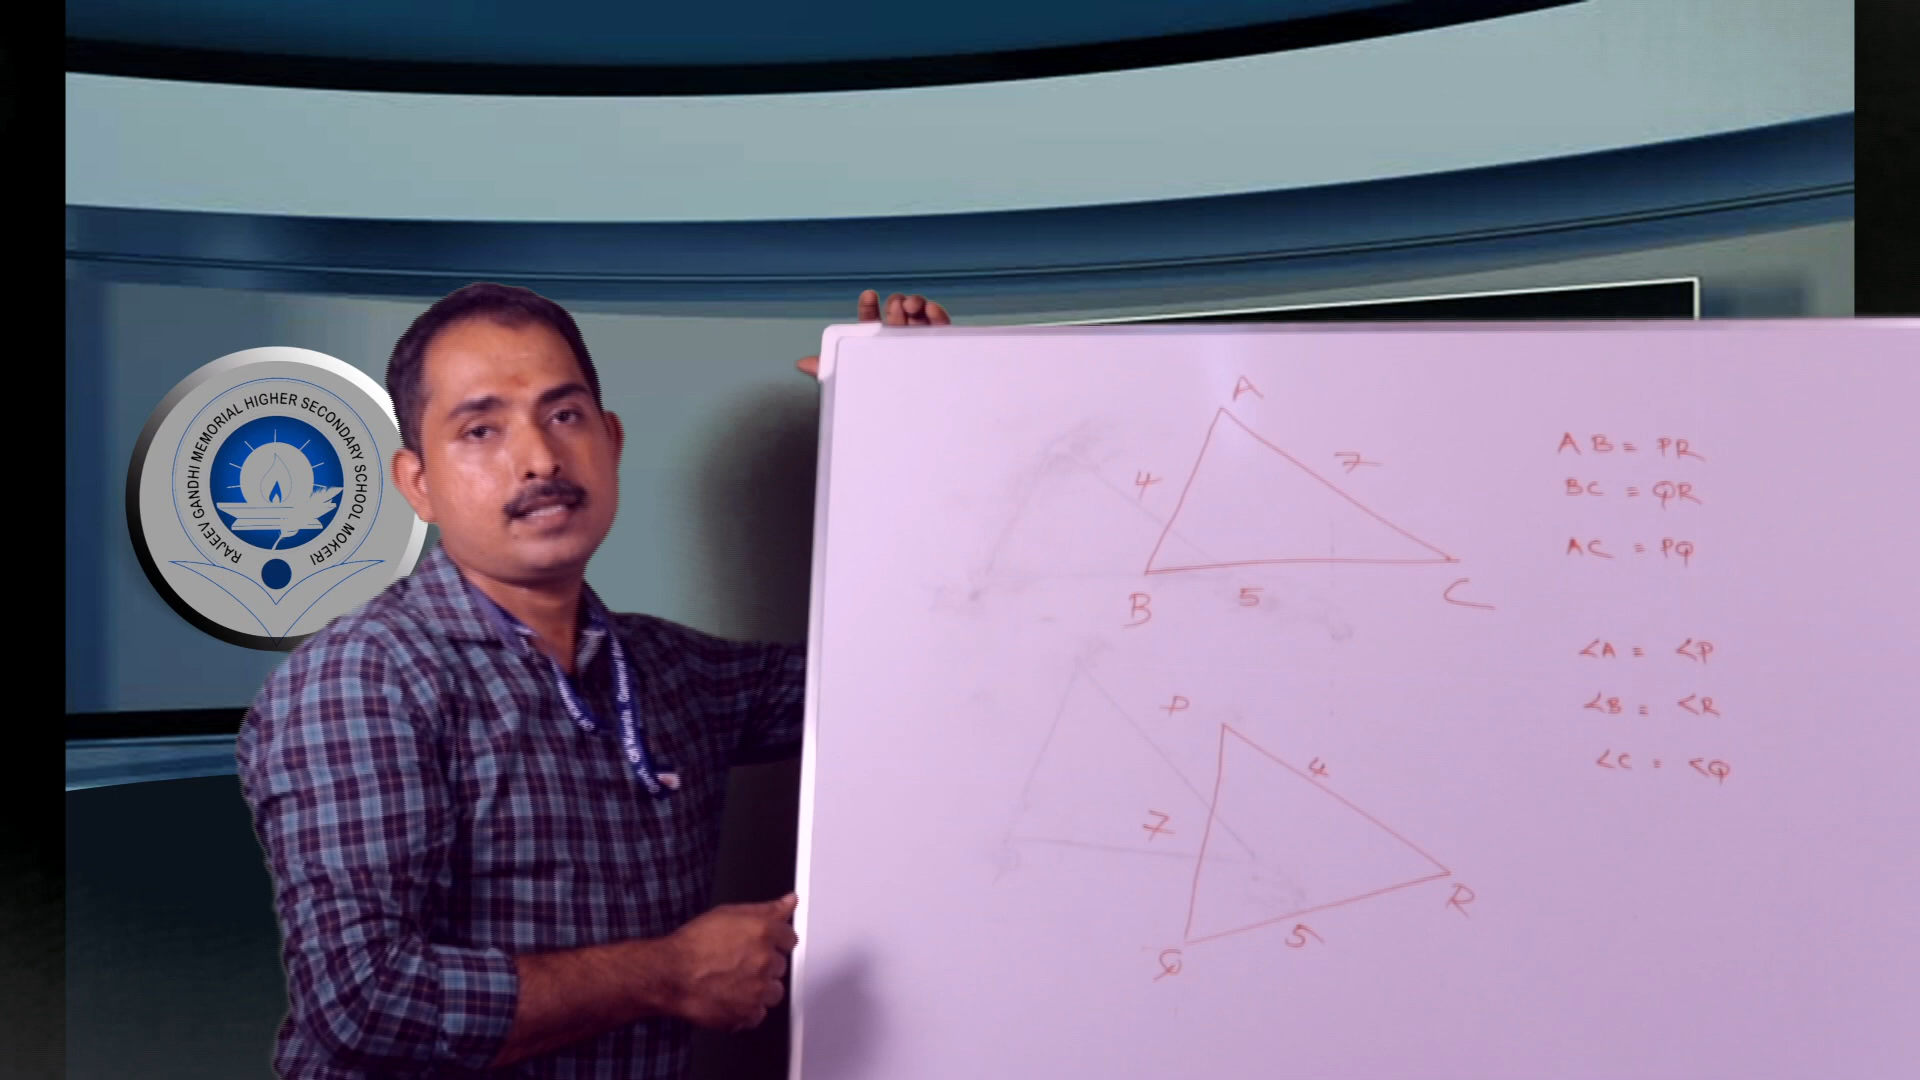 RAJEEV GANDHI MEMORIAL HIGHER SECONDARY SCHOOL MOKERI
A
4
7
B
5
C
AB = PR
BC = QR
AC = PQ
∠A = ∠P
∠B = ∠R
∠C = ∠Q
P
4
7
R
5
Q